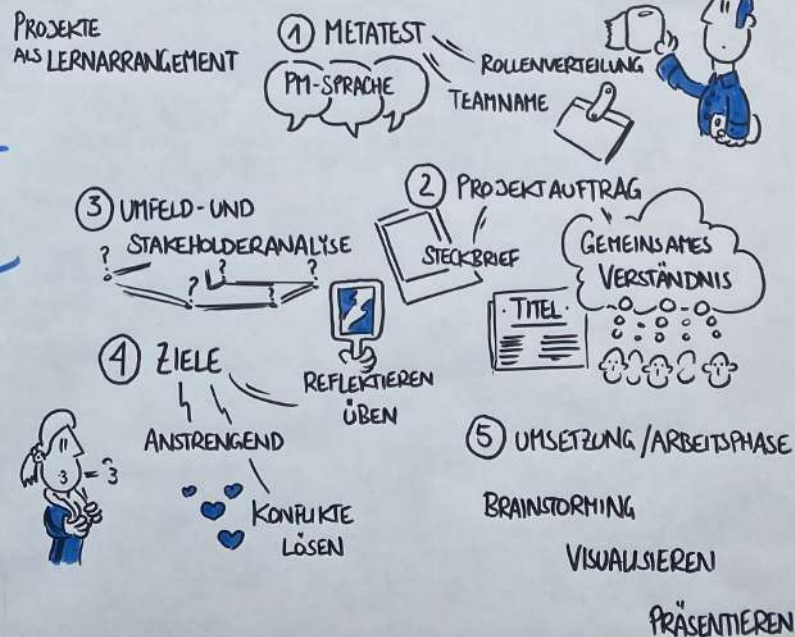 PROJEKTE
ALS LERNARRANGEMENT
1 METATEST
PM-SPRACHE
ROLLENVERTEILUNG
TEAMNAME
2 PROJEKTAUFTRAG
STECKBRIEF
GEMEINSAMES
VERSTÄNDNIS
TITEL
3 UMFELD- UND
STAKEHOLDERANALYSE
? ? ? ? ?
4 ZIELE
REFLEKTIEREN
ÜBEN
ANSTRENGEND
KONFLIKTE
LÖSEN
5 UMSETZUNG / ARBEITSPHASE
BRAINSTORMING
VISUALISIEREN
PRÄSENTIEREN